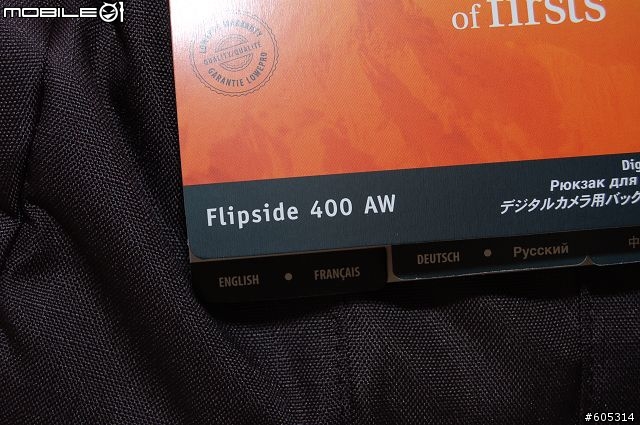 MOBILE01
of firsts
LOWEPRO WARRANTY
QUALITY/QUALITÉ
GARANTIE LOWEPRO
Dig
Flipside 400 AW
Рюкзак для
デジタルカメラ用バック
ENGLISH • FRANÇAIS
DEUTSCH • Русский
中
#605314